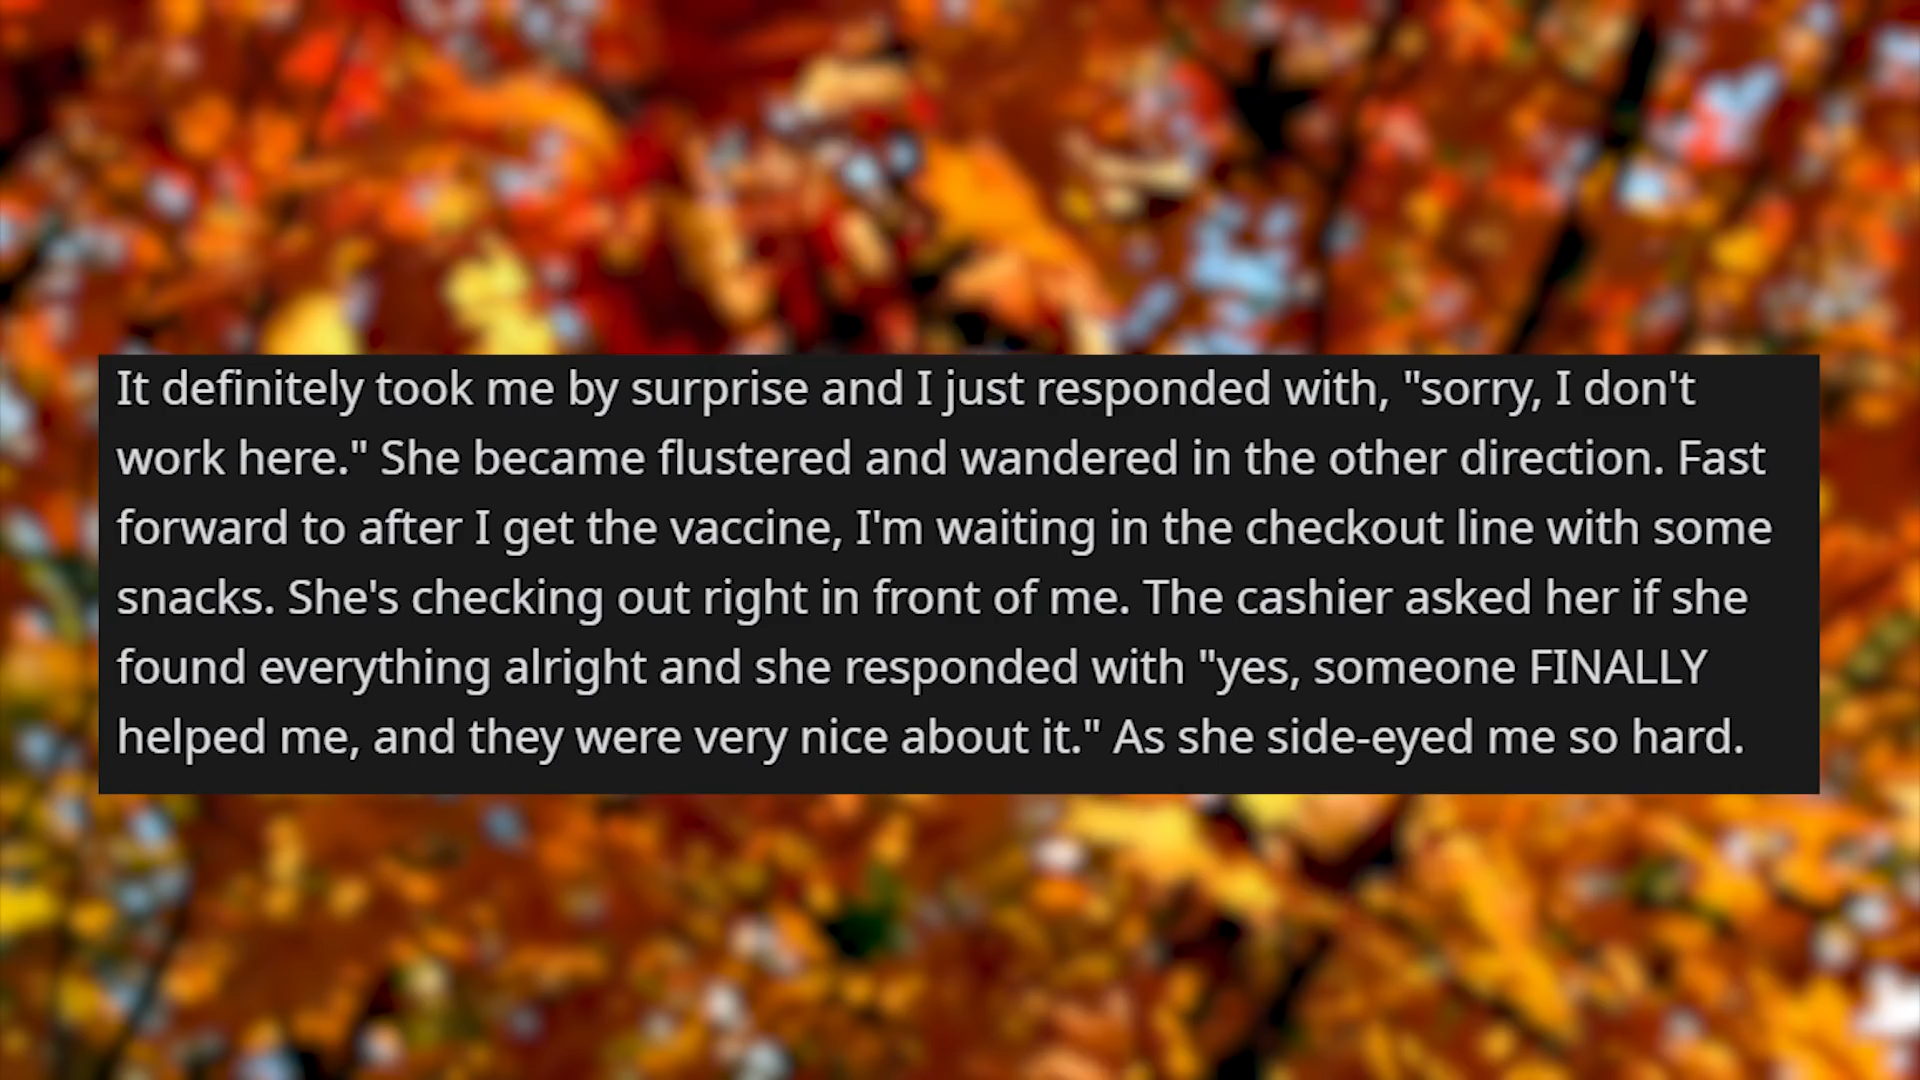 It definitely took me by surprise and I just responded with, "sorry, I don't
work here." She became flustered and wandered in the other direction. Fast
forward to after I get the vaccine, I'm waiting in the checkout line with some
snacks. She's checking out right in front of me. The cashier asked her if she
found everything alright and she responded with "yes, someone FINALLY
helped me, and they were very nice about it." As she side-eyed me so hard.